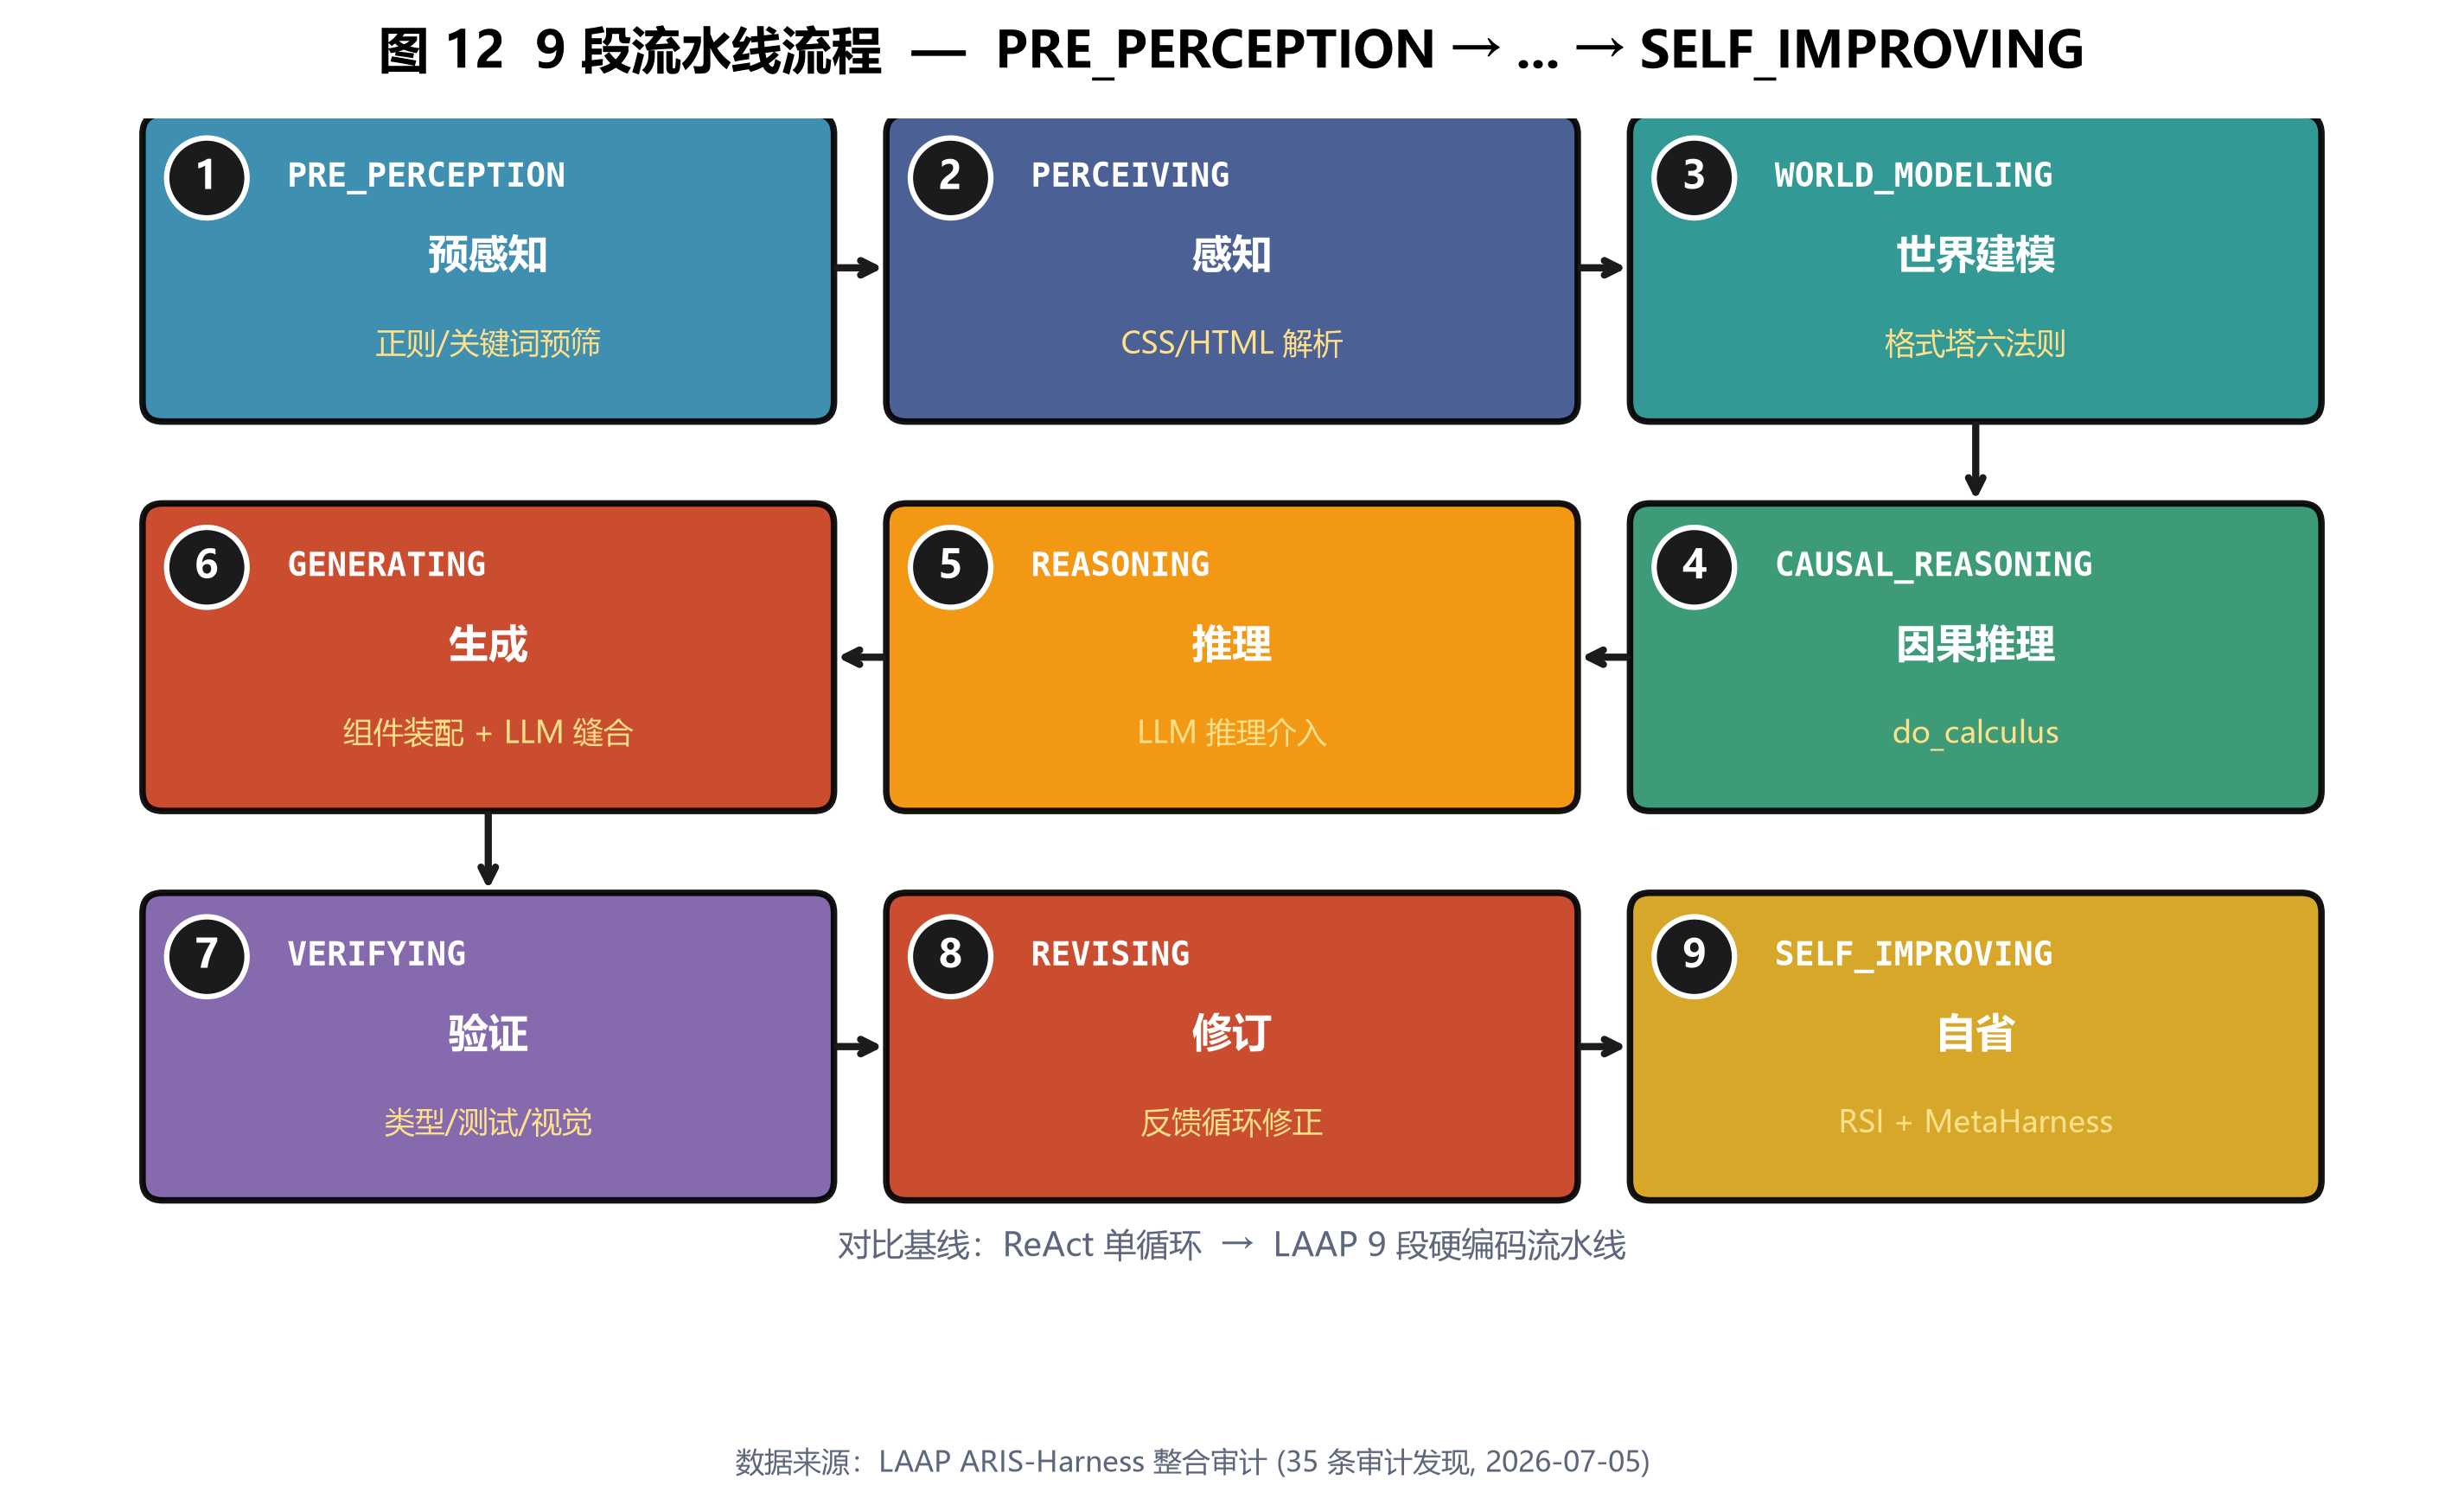 图 12 9 段流水线流程 — PRE_PERCEPTION → ... → SELF_IMPROVING
1
PRE_PERCEPTION
预感知
正则/关键词预筛
2
PERCEIVING
感知
CSS/HTML 解析
3
WORLD_MODELING
世界建模
格式塔六法则
4
CAUSAL_REASONING
因果推理
do_calculus
5
REASONING
推理
LLM 推理介入
6
GENERATING
生成
组件装配 + LLM 缝合
7
VERIFYING
验证
类型/测试/视觉
8
REVISING
修订
反馈循环修正
9
SELF_IMPROVING
自省
RSI + MetaHarness
对比基线：ReAct 单循环 → LAAP 9 段硬编码流水线
数据来源：LAAP ARIS-Harness 整合审计 (35 条审计发现, 2026-07-05)